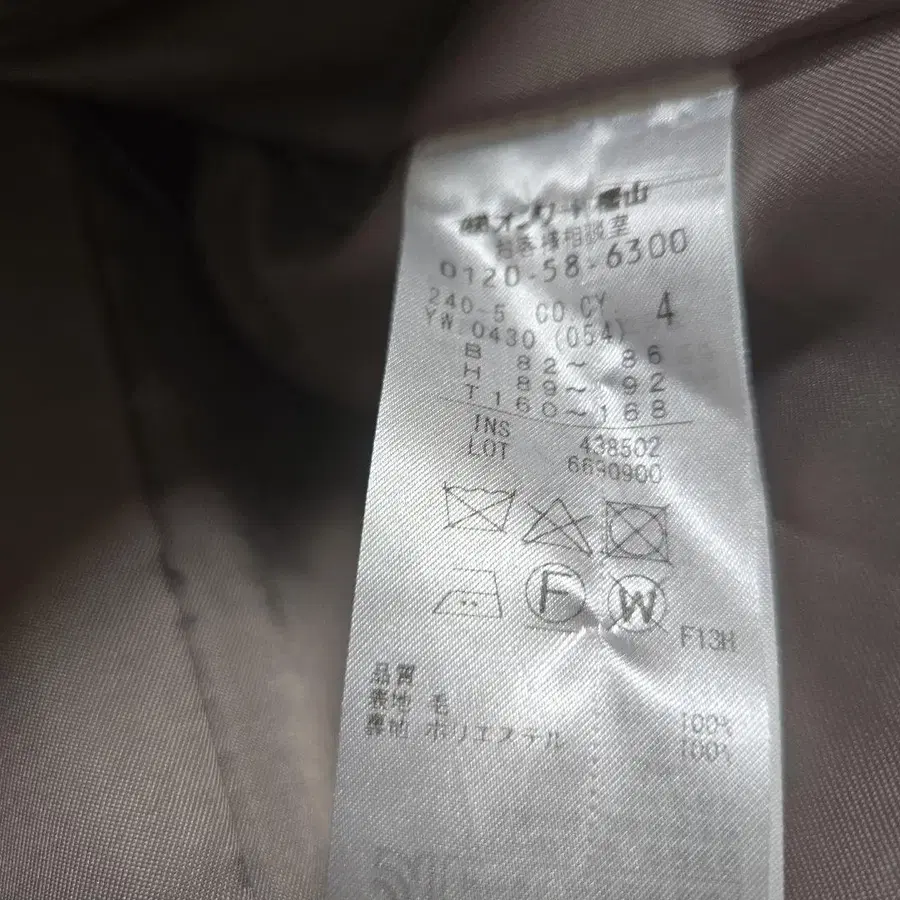 ㈱オンワード樫山
お客様相談室
0120-58-6300
240-5 CO.CY. 4
YW 0430 (054)
B 82～ 86
H 89～ 92
T 160～168
INS 438502
LOT 6690900
F W F13H
品質
表地 毛 100%
裏地 ポリエステル 100%